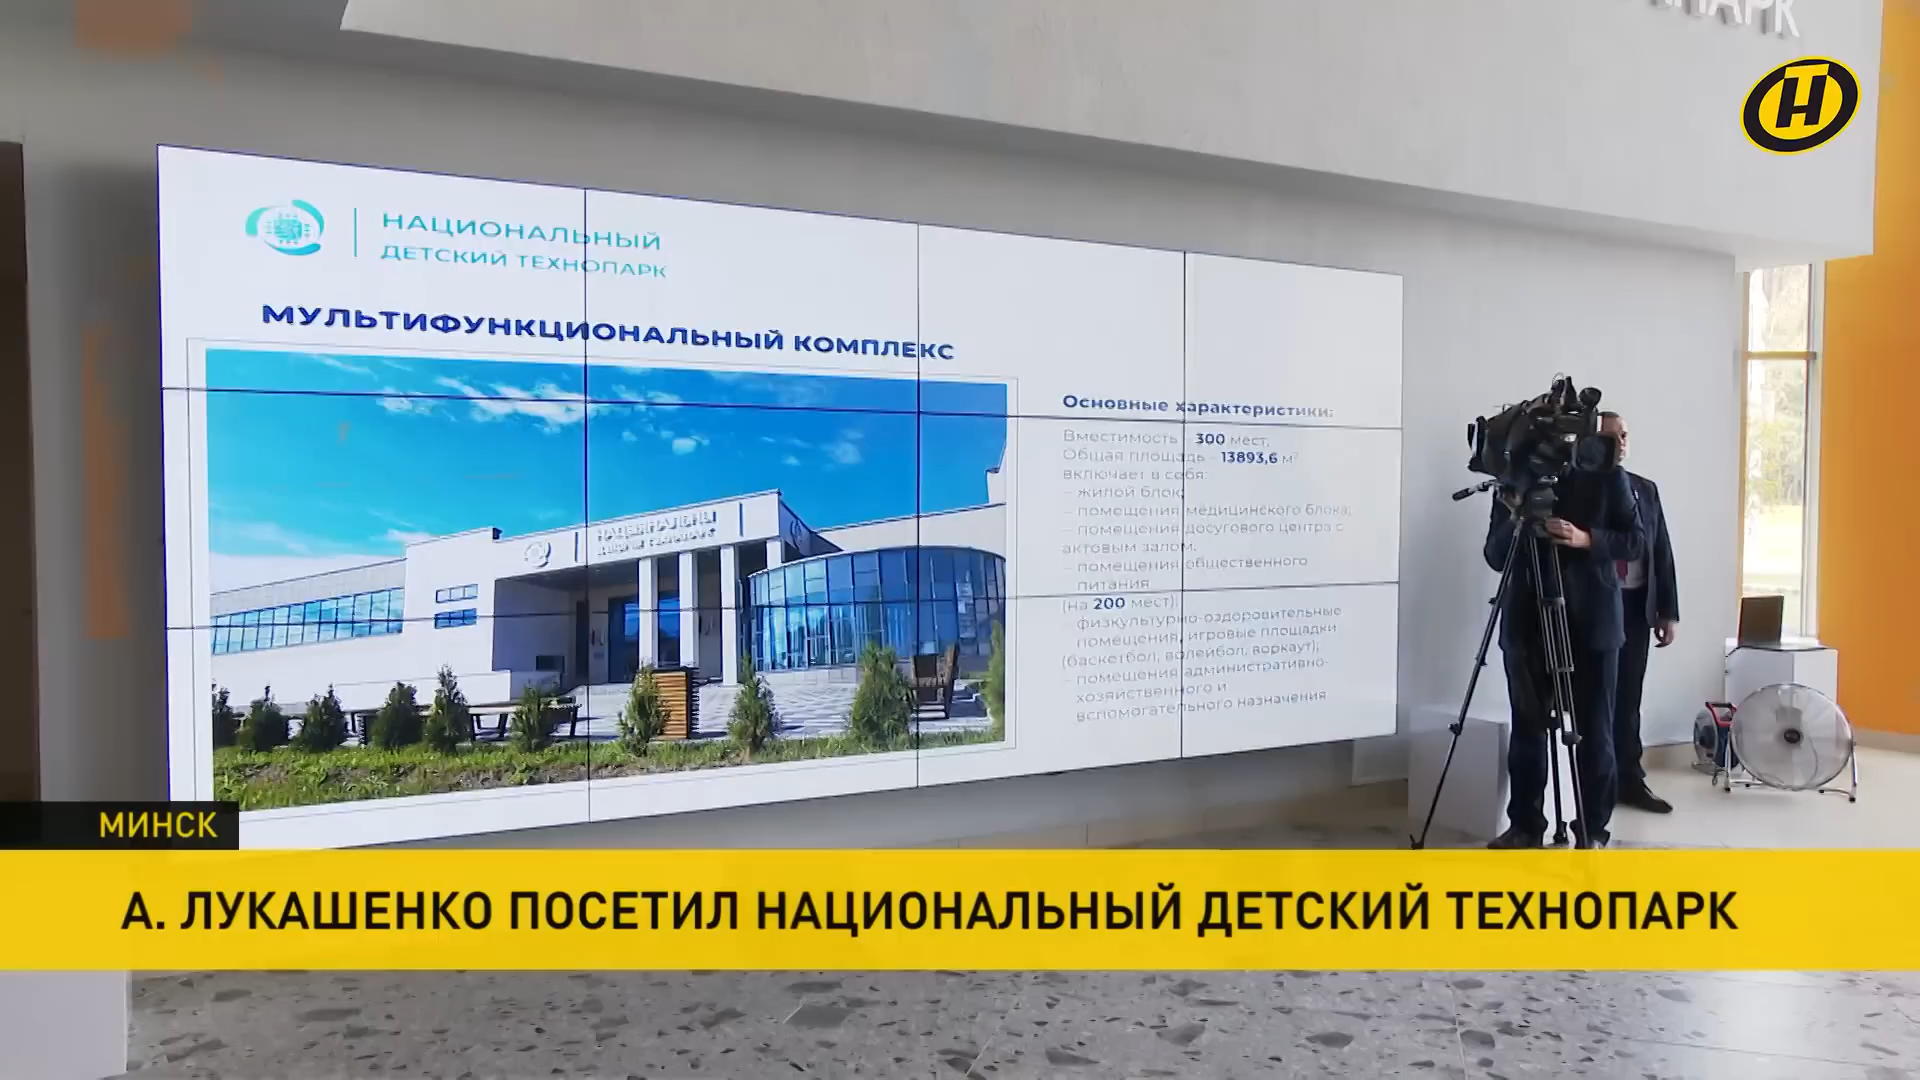 ПАРК
НАЦИОНАЛЬНЫЙ
ДЕТСКИЙ ТЕХНОПАРК
МУЛЬТИФУНКЦИОНАЛЬНЫЙ КОМПЛЕКС
Основные характеристики:
Вместимость - 300 мест;
Общая площадь - 13893,6 м²
включает в себя:
– жилой блок;
– помещения медицинского блока;
– помещения досугового центра с
актовым залом;
– помещения общественного
питания
(на 200 мест);
– физкультурно-оздоровительные
помещения, игровые площадки
(баскетбол, волейбол, воркаут);
– помещения административно-
хозяйственного и
вспомогательного назначения
МИНСК
А. ЛУКАШЕНКО ПОСЕТИЛ НАЦИОНАЛЬНЫЙ ДЕТСКИЙ ТЕХНОПАРК